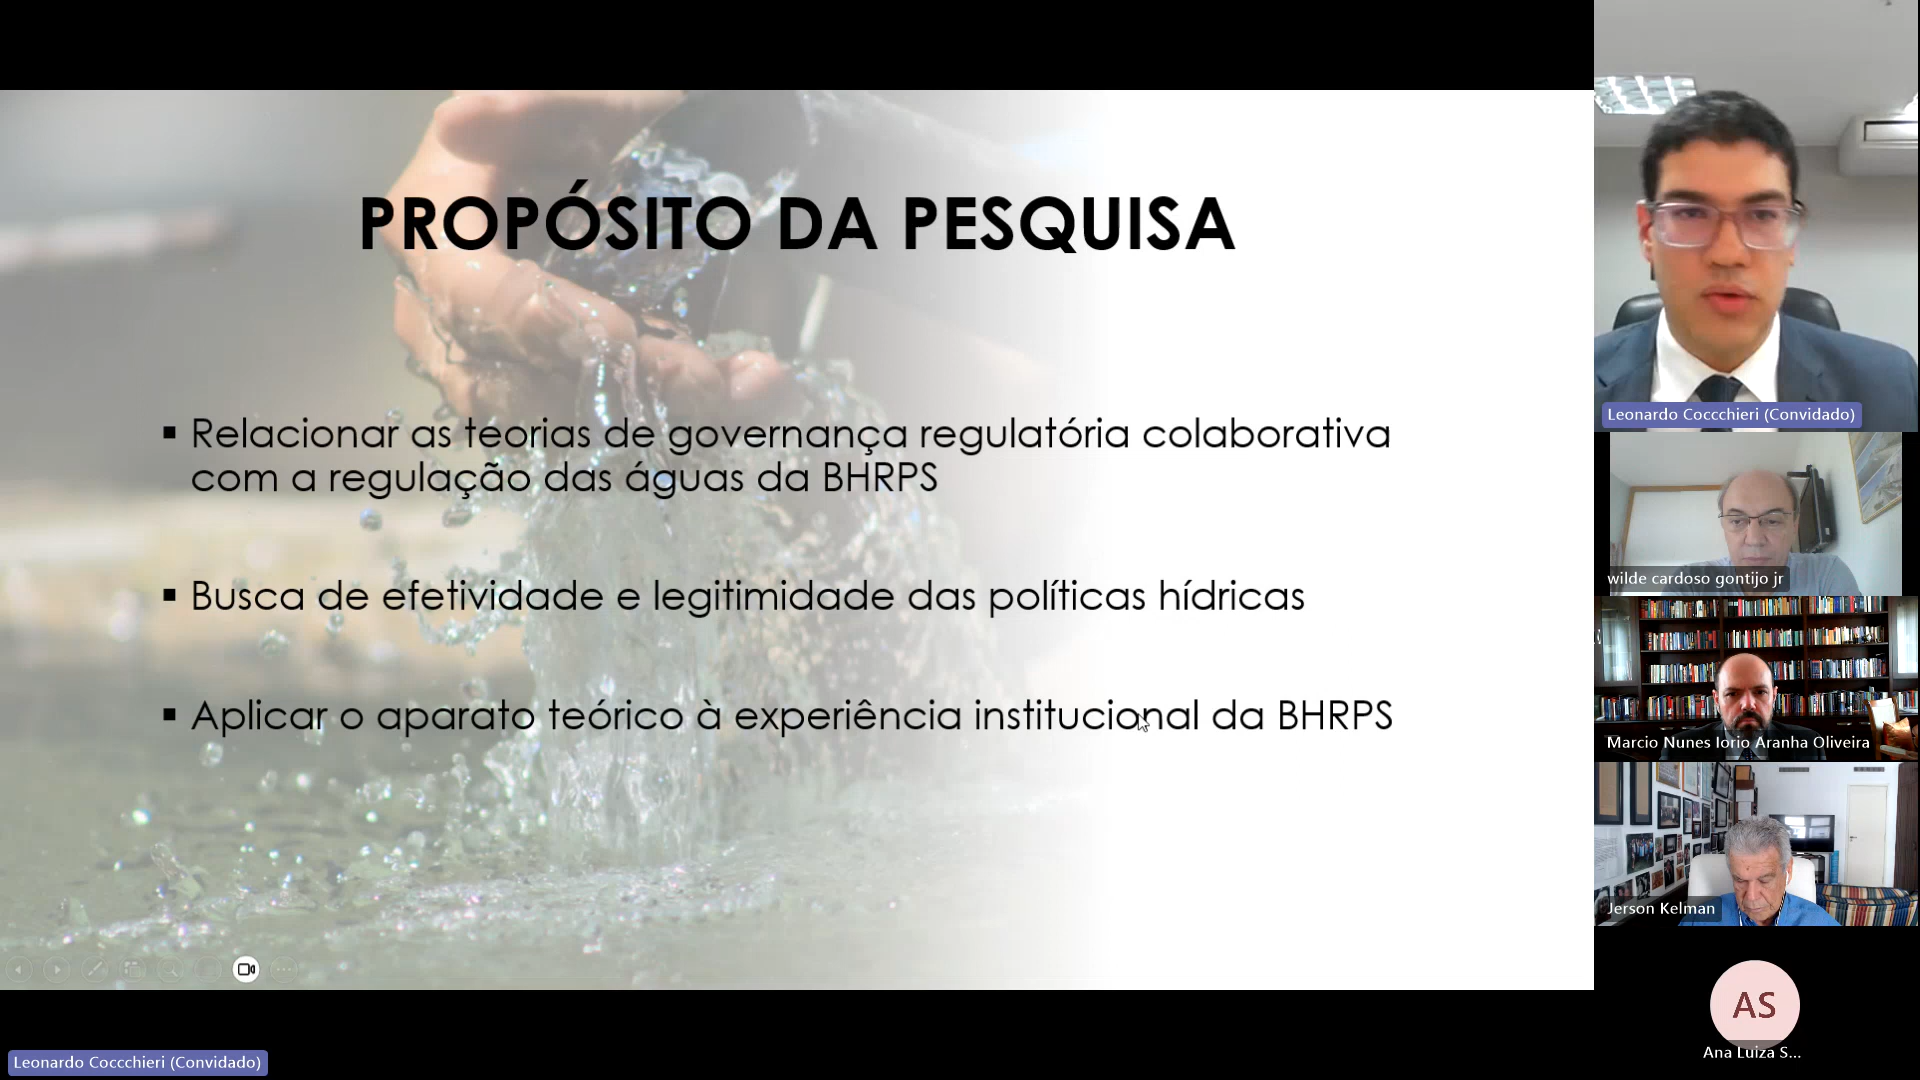 PROPÓSITO DA PESQUISA
▪ Relacionar as teorias de governança regulatória colaborativa
com a regulação das águas da BHRPS
▪ Busca de efetividade e legitimidade das políticas hídricas
▪ Aplicar o aparato teórico à experiência institucional da BHRPS
Leonardo Coccchieri (Convidado)
Leonardo Coccchieri (Convidado)
wilde cardoso gontijo jr
Marcio Nunes Iorio Aranha Oliveira
Jerson Kelman
AS
Ana Luiza S...